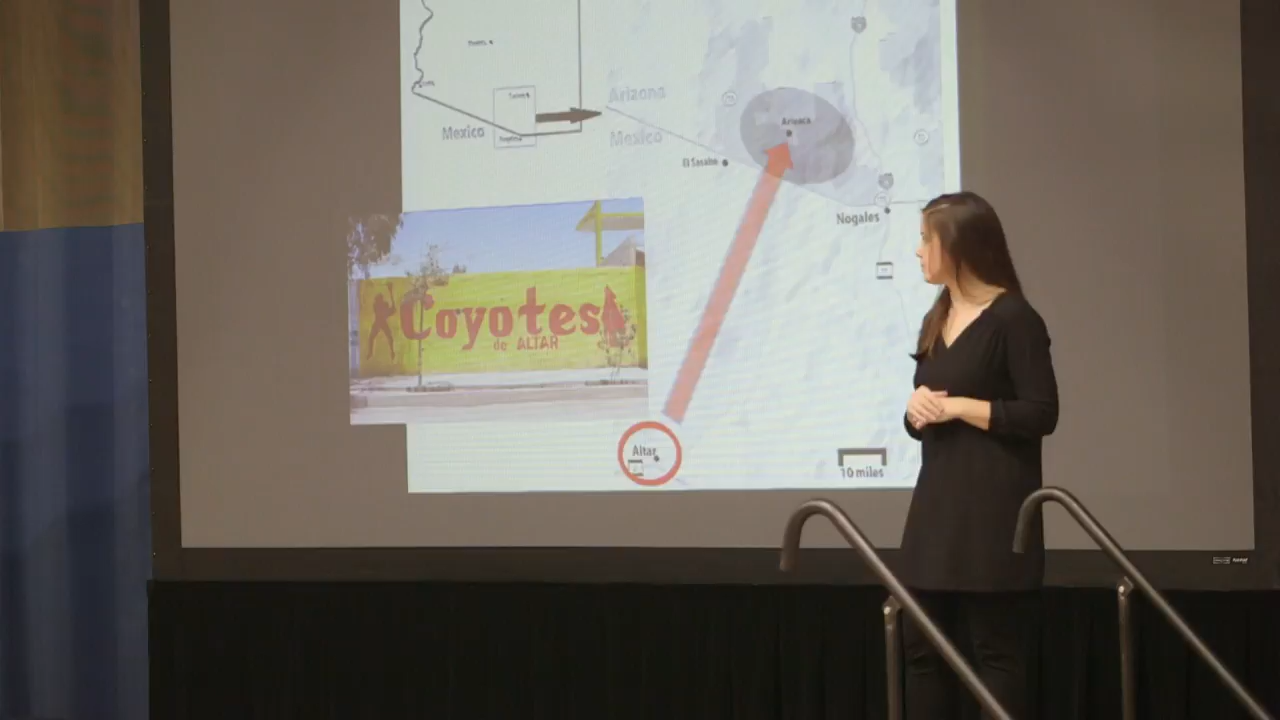 Arizona
Mexico
Mexico
Arivaca
El Sasabe
Nogales
Coyotes
de ALTAR
Altar
10 miles